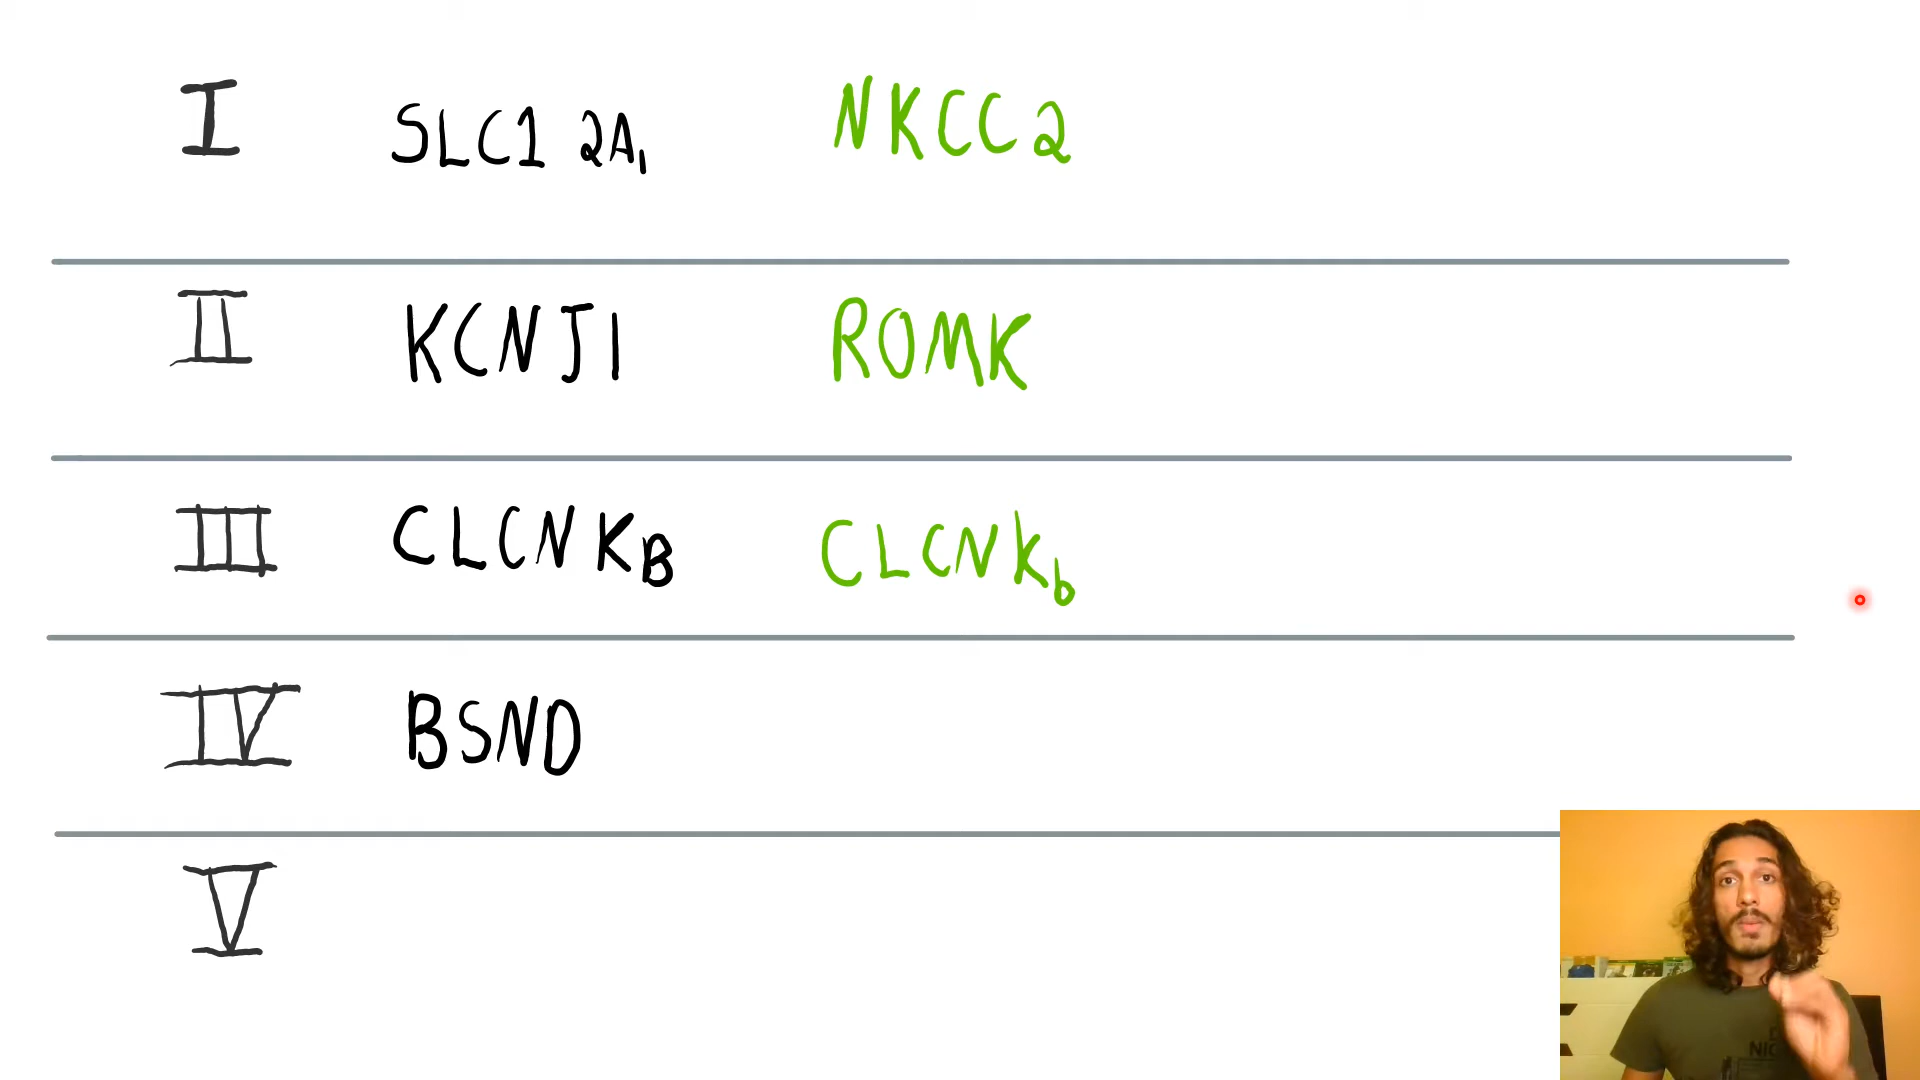 I SLC12A1 NKCC2
II KCNJ1 ROMK
III CLCNKB CLCNKb
IV BSND
V